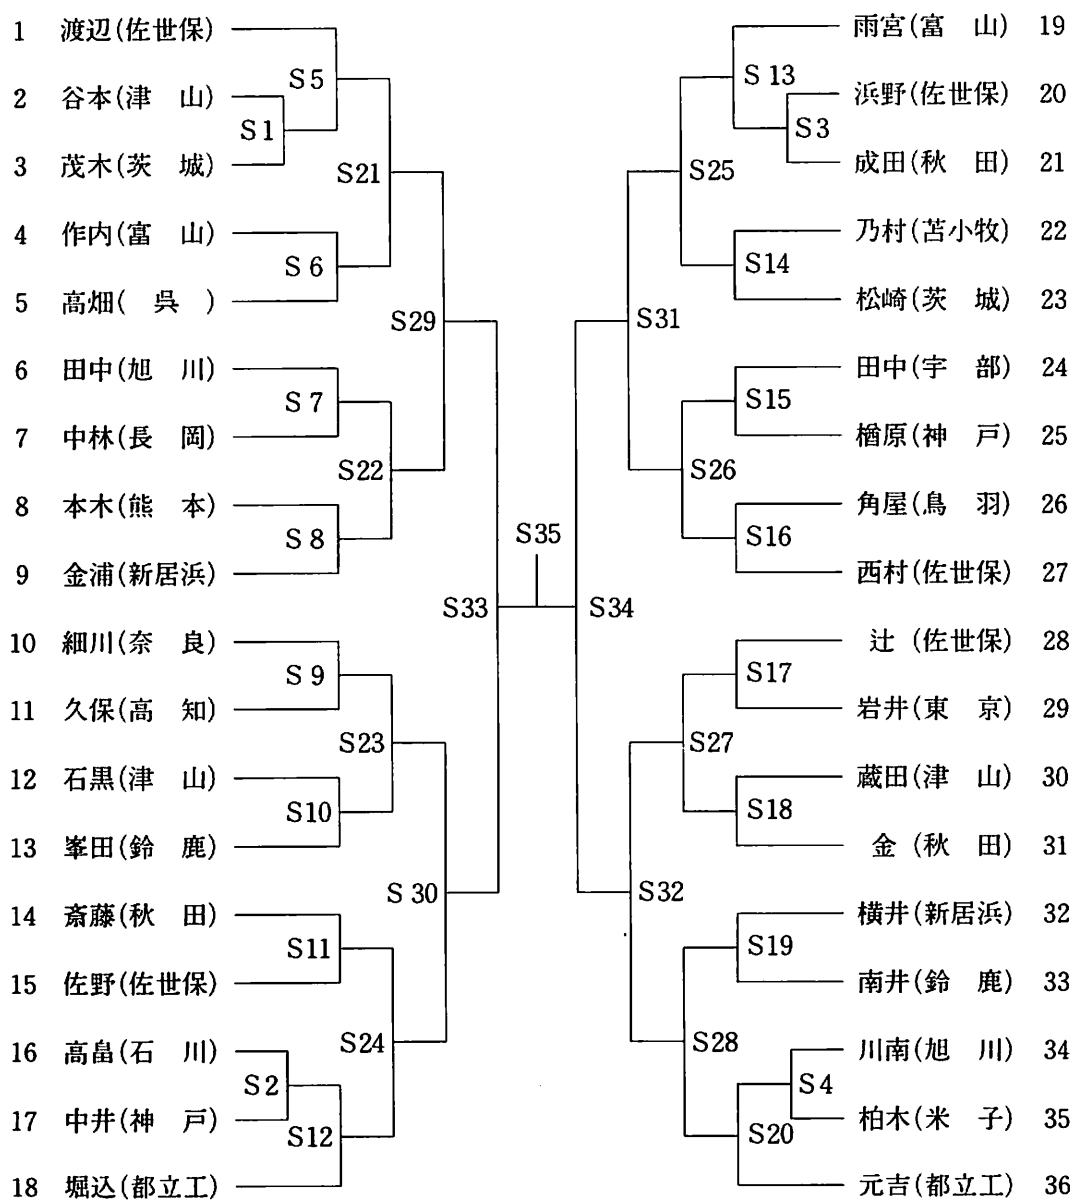 1 渡辺(佐世保)
S5
2 谷本(津 山)
S1
3 茂木(茨 城)
S21
4 作内(富 山)
S6
5 高畑( 呉 )
S29
6 田中(旭 川)
S7
7 中林(長 岡)
S22
8 本木(熊 本)
S8
9 金浦(新居浜)
S33
10 細川(奈 良)
S9
11 久保(高 知)
S23
12 石黒(津 山)
S10
13 峯田(鈴 鹿)
S30
14 斎藤(秋 田)
S11
15 佐野(佐世保)
S24
16 高畠(石 川)
S2
17 中井(神 戸)
S12
18 堀込(都立工)
S35
雨宮(富 山) 19
S13
浜野(佐世保) 20
S3
成田(秋 田) 21
S25
乃村(苫小牧) 22
S14
松崎(茨 城) 23
S31
田中(宇 部) 24
S15
楢原(神 戸) 25
S26
角屋(鳥 羽) 26
S16
西村(佐世保) 27
S34
辻 (佐世保) 28
S17
岩井(東 京) 29
S27
蔵田(津 山) 30
S18
金 (秋 田) 31
S32
横井(新居浜) 32
S19
南井(鈴 鹿) 33
S28
川南(旭 川) 34
S4
柏木(米 子) 35
S20
元吉(都立工) 36